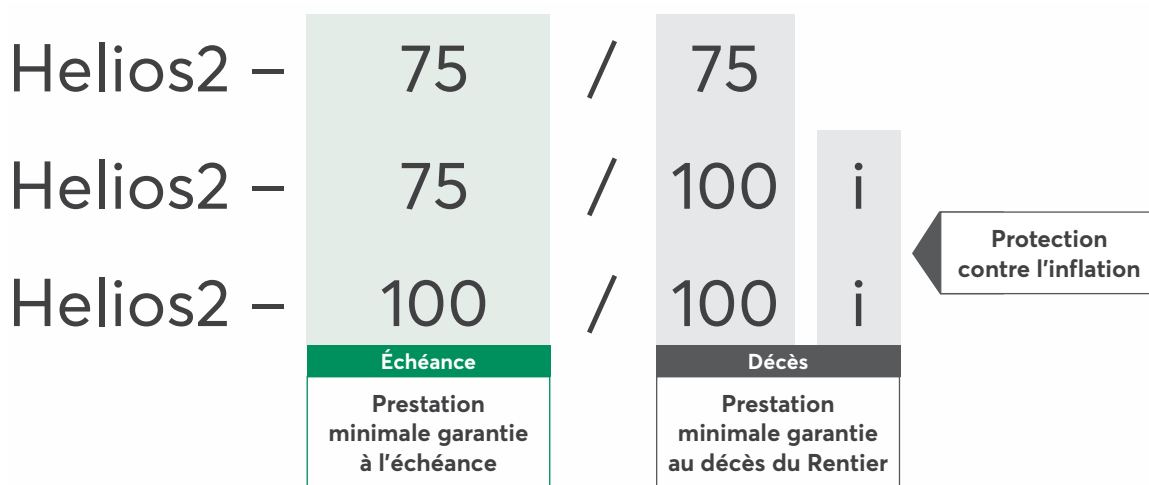 Helios2 – 75 / 75
Helios2 – 75 / 100 i
Helios2 – 100 / 100 i
Protection
contre l'inflation
Échéance
Prestation
minimale garantie
à l'échéance
Décès
Prestation
minimale garantie
au décès du Rentier